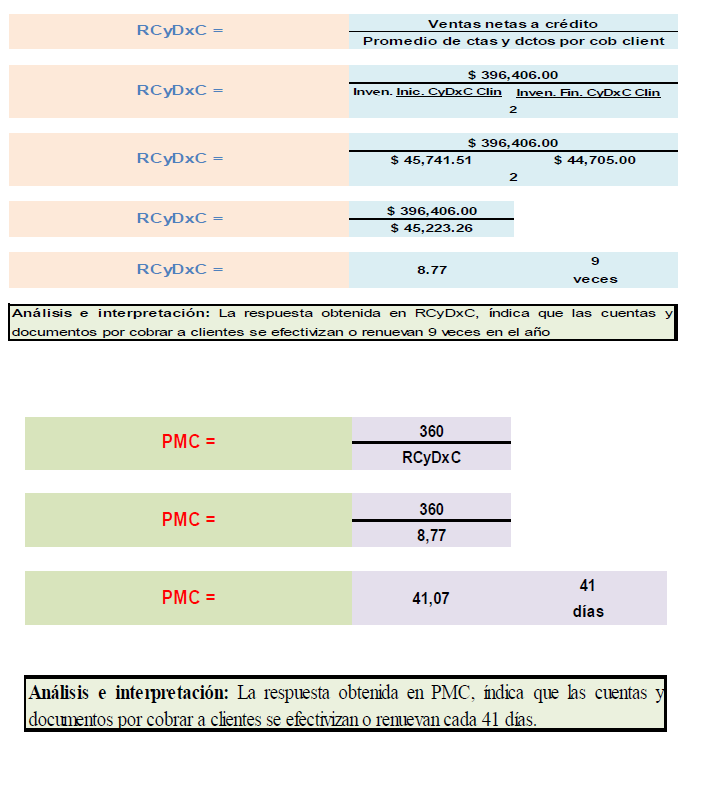 Ventas netas a crédito
RCyDxC =
Promedio de ctas y dctos por cob client
$ 396,406.00
RCyDxC =
Inven. Inic. CyDxC Clin Inven. Fin. CyDxC Clin
2
$ 396,406.00
RCyDxC =
$ 45,741.51 $ 44,705.00
2
$ 396,406.00
RCyDxC =
$ 45,223.26
RCyDxC =
8.77
9
veces
Análisis e interpretación: La respuesta obtenida en RCyDxC, índica que las cuentas y
documentos por cobrar a clientes se efectivizan o renuevan 9 veces en el año
360
PMC =
RCyDxC
360
PMC =
8,77
PMC =
41,07
41
días
Análisis e interpretación: La respuesta obtenida en PMC, índica que las cuentas y
documentos por cobrar a clientes se efectivizan o renuevan cada 41 días.